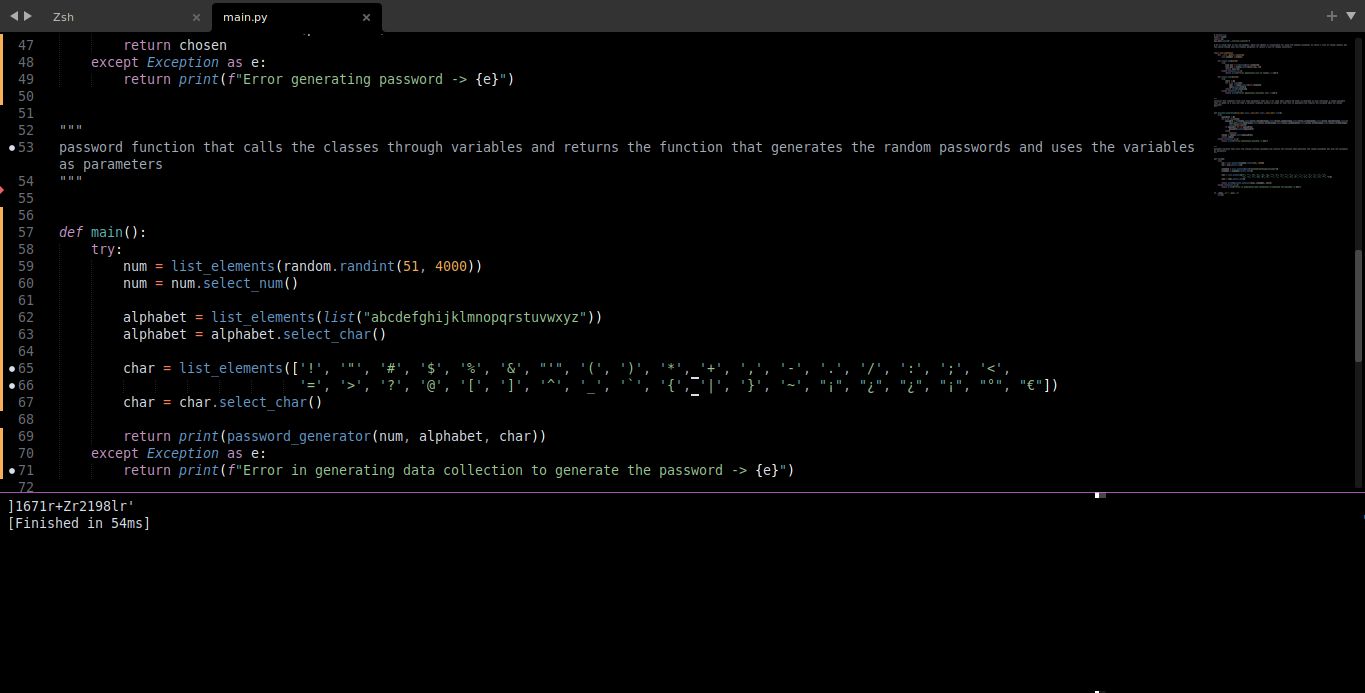 Zsh
main.py
47 return chosen
48 except Exception as e:
49 return print(f"Error generating password -> {e}")
50
51
52 """
53 password function that calls the classes through variables and returns the function that generates the random passwords and uses the variables
as parameters
54 """
55
56
57 def main():
58 try:
59 num = list_elements(random.randint(51, 4000))
60 num = num.select_num()
61
62 alphabet = list_elements(list("abcdefghijklmnopqrstuvwxyz"))
63 alphabet = alphabet.select_char()
64
65 char = list_elements(['!', '"', '#', '$', '%', '&', "'", '(', ')', '*', '+', ',', '-', '.', '/', ':', ';', '<',
66 '=', '>', '?', '@', '[', ']', '^', '_', '`', '{', '|', '}', '~', "¡", "¿", "¿", "¡", "°", "€"])
67 char = char.select_char()
68
69 return print(password_generator(num, alphabet, char))
70 except Exception as e:
71 return print(f"Error in generating data collection to generate the password -> {e}")
72
]1671r+Zr2198lr'
[Finished in 54ms]